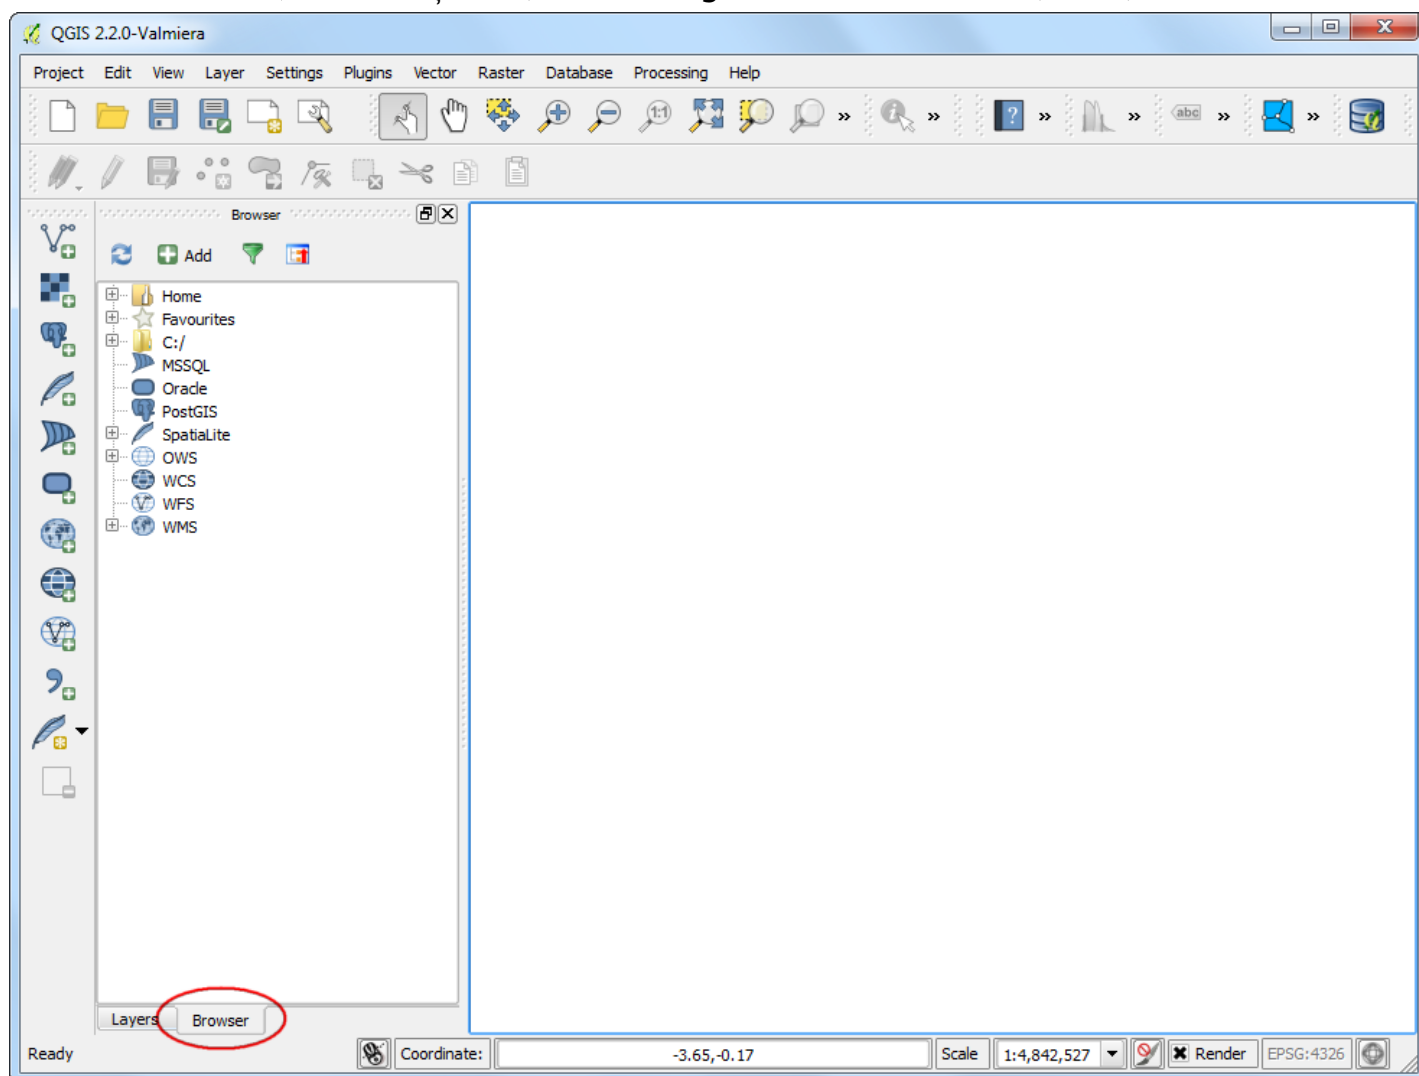 QGIS 2.2.0-Valmiera
Project Edit View Layer Settings Plugins Vector Raster Database Processing Help
1:1 » » ? » » abc » »
Browser
Add
Home
Favourites
C:/
MSSQL
Oracle
PostGIS
SpatiaLite
OWS
WCS
WFS
WMS
Layers Browser
Ready Coordinate: -3.65,-0.17 Scale 1:4,842,527 Render EPSG:4326